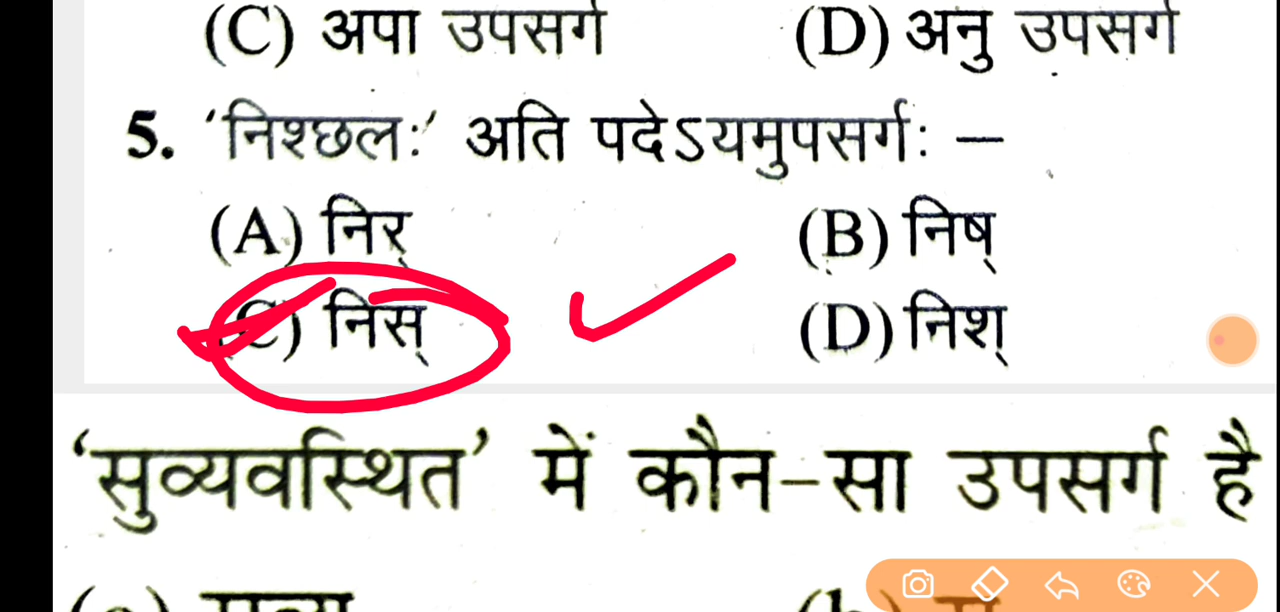 (C) अपा उपसर्ग (D) अनु उपसर्ग
5. ‘निश्छलः’ अति पदेऽयमुपसर्गः –
(A) निर् (B) निष्
(C) निस् (D) निश्
‘सुव्यवस्थित’ में कौन-सा उपसर्ग है